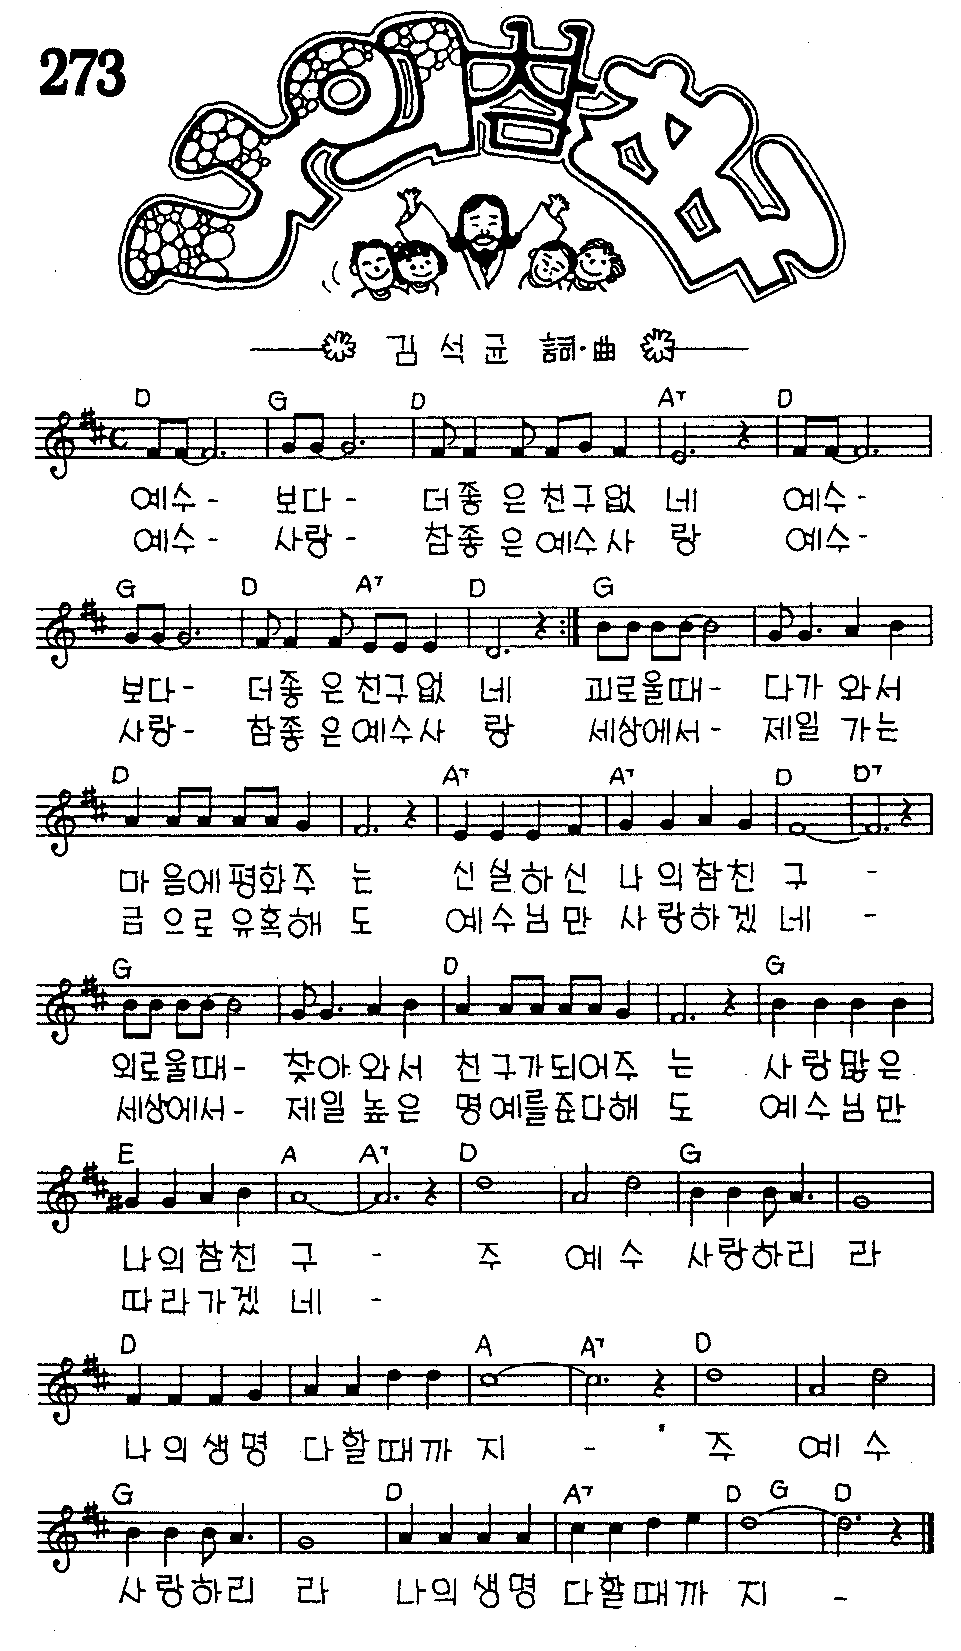 273
나의 참 친구
김석균 詞·曲
D G D A7 D
예수- 보다- 더좋은친구없네 예수-
예수- 사랑- 참좋은예수사랑 예수-
G D A7 D G
보다- 더좋은친구없네 괴로울때- 다가와서
사랑- 참좋은예수사랑 세상에서- 제일가는
D A7 A7 D D7
마음에평화주는 신실하신 나의참친구 -
금으로유혹해도 예수님만 사랑하겠네 -
G D G
외로울때- 찾아와서 친구가되어주는 사랑많은
세상에서- 제일높은 명예를준다해도 예수님만
E A A7 D G
나의참친구 - 주 예수 사랑하리라
따라가겠네 -
D A A7 D
나의생명 다할때까지 - 주 예수
G D A7 D G D
사랑하리라 나의생명 다할때까지 -